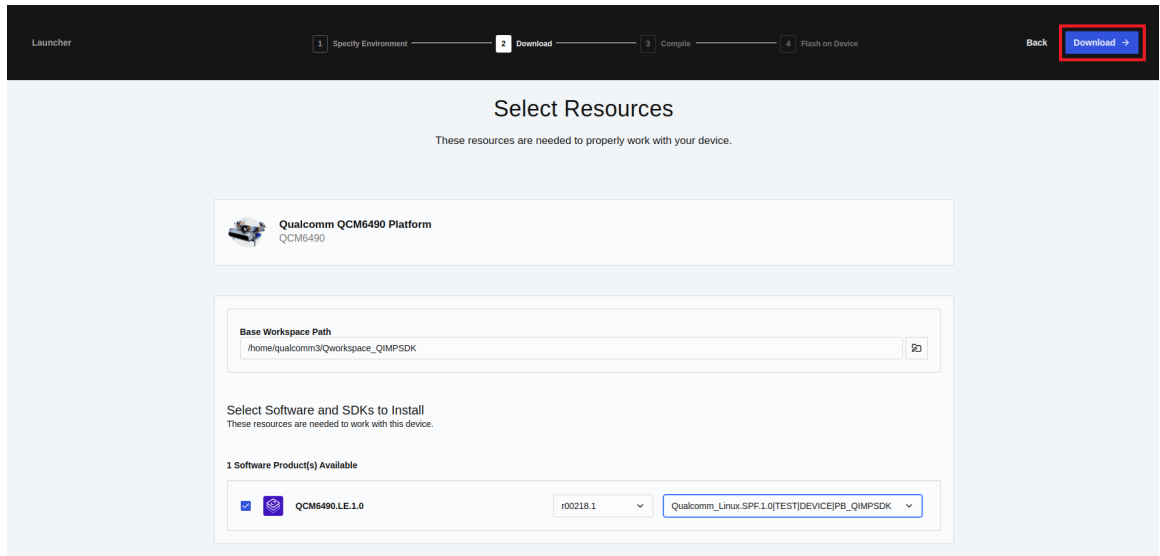 Launcher
1 Specify Environment
2 Download
3 Compile
4 Flash on Device
Back
Download →
Select Resources
These resources are needed to properly work with your device.
Qualcomm QCM6490 Platform
QCM6490
Base Workspace Path
/home/qualcomm3/Qworkspace_QIMPSDK
Select Software and SDKs to Install
These resources are needed to work with this device.
1 Software Product(s) Available
QCM6490.LE.1.0
r00218.1
Qualcomm_Linux.SPF.1.0|TEST|DEVICE|PB_QIMPSDK